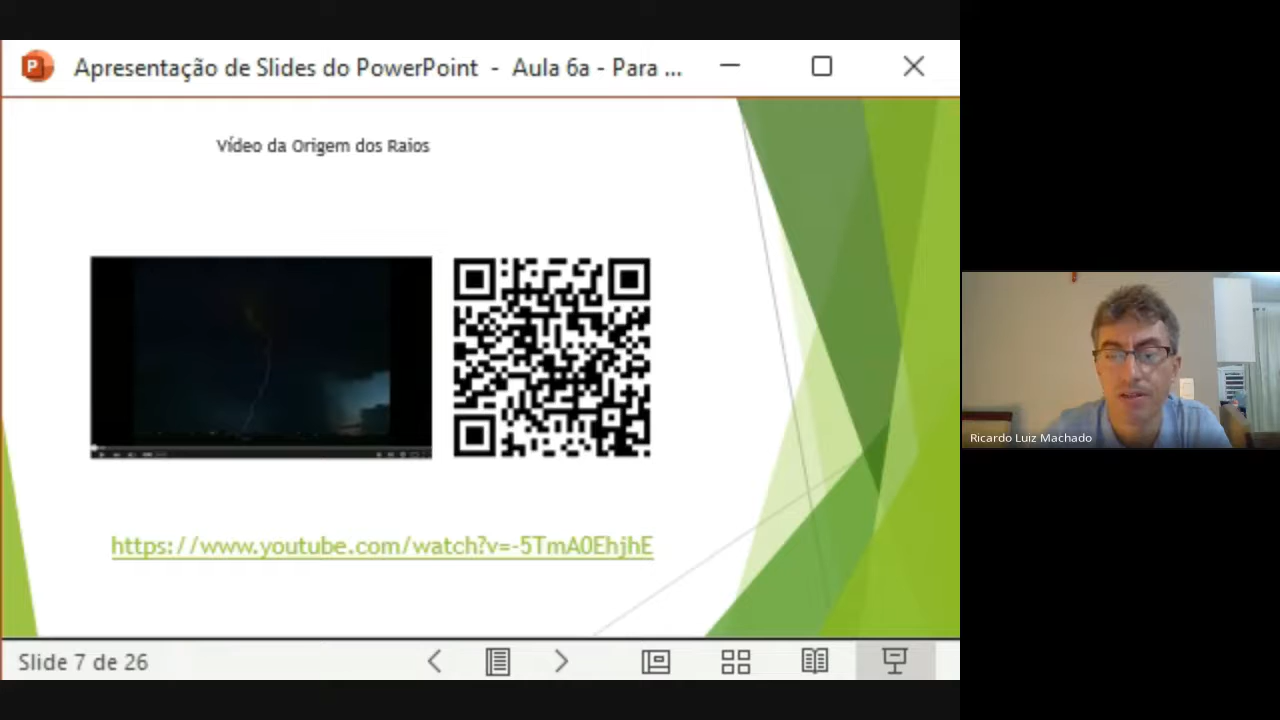 Apresentação de Slides do PowerPoint - Aula 6a - Para ...
Vídeo da Origem dos Raios
https://www.youtube.com/watch?v=-5TmA0EhjhE
Ricardo Luiz Machado
Slide 7 de 26